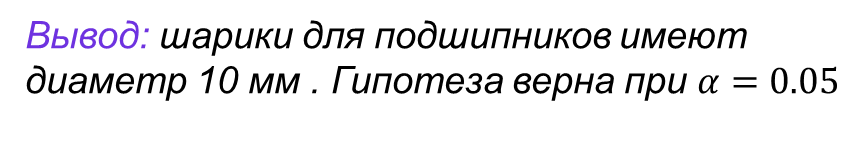 Вывод: шарики для подшипников имеют
диаметр 10 мм . Гипотеза верна при 𝛼 = 0.05